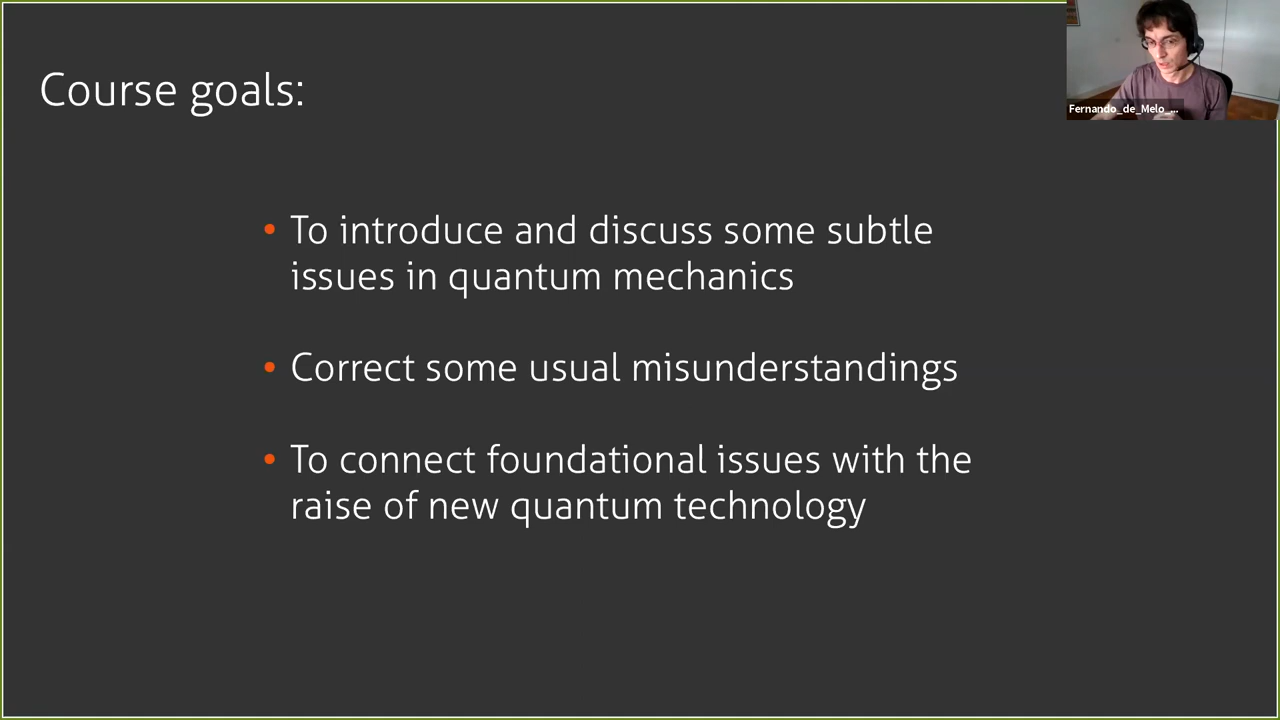 Course goals:
• To introduce and discuss some subtle
issues in quantum mechanics
• Correct some usual misunderstandings
• To connect foundational issues with the
raise of new quantum technology
Fernando_de_Melo_...